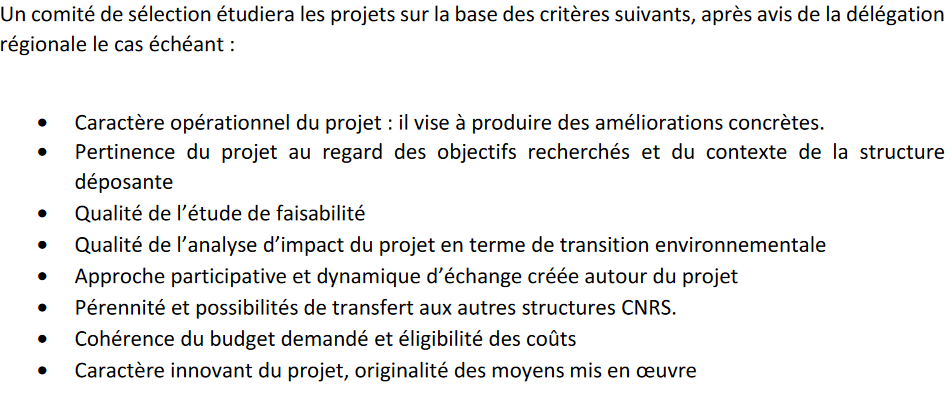 Un comité de sélection étudiera les projets sur la base des critères suivants, après avis de la délégation
régionale le cas échéant :
• Caractère opérationnel du projet : il vise à produire des améliorations concrètes.
• Pertinence du projet au regard des objectifs recherchés et du contexte de la structure
déposante
• Qualité de l’étude de faisabilité
• Qualité de l’analyse d’impact du projet en terme de transition environnementale
• Approche participative et dynamique d’échange créée autour du projet
• Pérennité et possibilités de transfert aux autres structures CNRS.
• Cohérence du budget demandé et éligibilité des coûts
• Caractère innovant du projet, originalité des moyens mis en œuvre